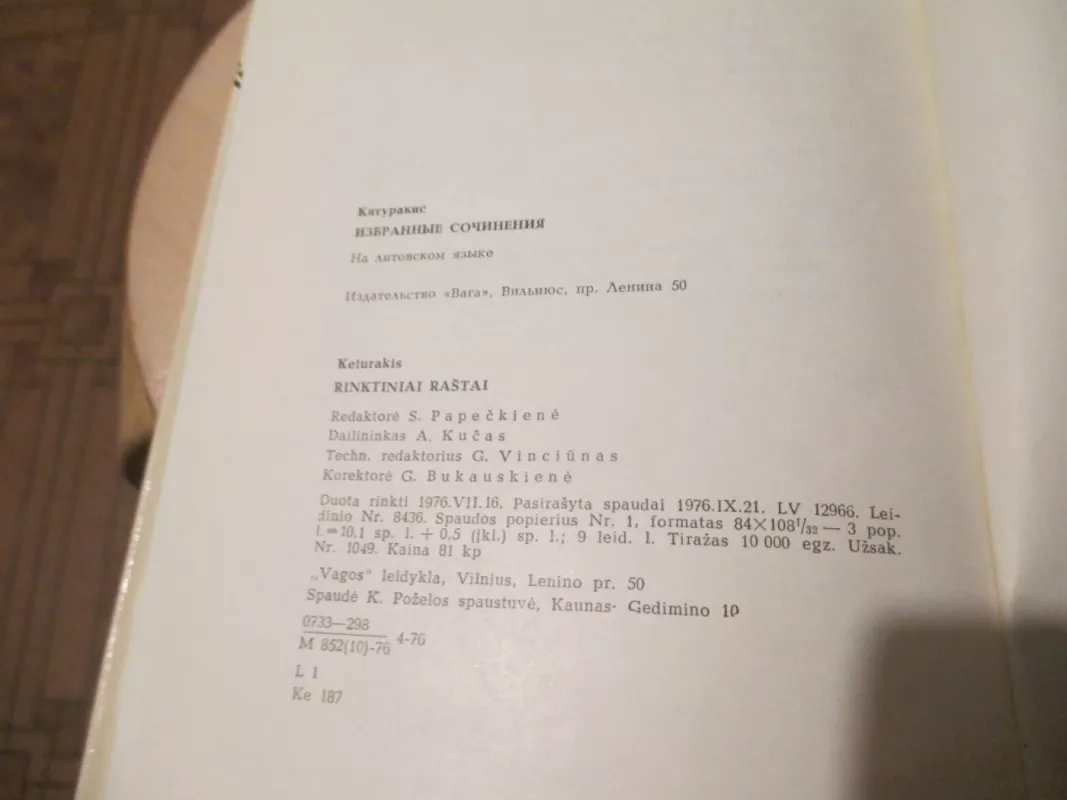 Кятуракис
ИЗБРАННЫЕ СОЧИНЕНИЯ
На литовском языке
Издательство «Вага», Вильнюс, пр. Ленина 50
Keturakis
RINKTINIAI RAŠTAI
Redaktorė S. Papečkienė
Dailininkas A. Kučas
Techn. redaktorius G. Vinciūnas
Korektorė G. Bukauskienė
Duota rinkti 1976.VII.16. Pasirašyta spaudai 1976.IX.21. LV 12966. Lei-
dinio Nr. 8436. Spaudos popierius Nr. 1, formatas 84×108¹/₃₂ — 3 pop.
l.=10,1 sp. l. + 0,5 (įkl.) sp. l.; 9 leid. l. Tiražas 10 000 egz. Užsak.
Nr. 1049. Kaina 81 kp
„Vagos" leidykla, Vilnius, Lenino pr. 50
Spaudė K. Poželos spaustuvė, Kaunas- Gedimino 10
0733—298
M 852(10)-76 4-76
L 1
Ke 187